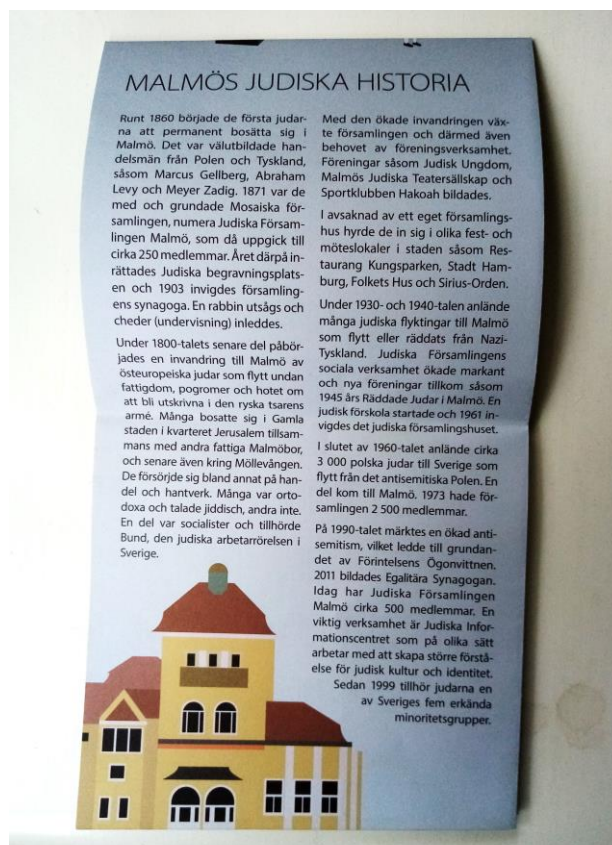 MALMÖS JUDISKA HISTORIA
Runt 1860 började de första judar-
na att permanent bosätta sig i
Malmö. Det var välutbildade han-
delsmän från Polen och Tyskland,
såsom Marcus Gellberg, Abraham
Levy och Meyer Zadig. 1871 var de
med och grundade Mosaiska för-
samlingen, numera Judiska Försam-
lingen Malmö, som då uppgick till
cirka 250 medlemmar. Året därpå in-
rättades Judiska begravningsplats-
en och 1903 invigdes församling-
ens synagoga. En rabbin utsågs och
cheder (undervisning) inleddes.
Under 1800-talets senare del påbör-
jades en invandring till Malmö av
östeuropeiska judar som flytt undan
fattigdom, pogromer och hotet om
att bli utskrivna i den ryska tsarens
armé. Många bosatte sig i Gamla
staden i kvarteret Jerusalem tillsam-
mans med andra fattiga Malmöbor,
och senare även kring Möllevången.
De försörjde sig bland annat på han-
del och hantverk. Många var orto-
doxa och talade jiddisch, andra inte.
En del var socialister och tillhörde
Bund, den judiska arbetarrörelsen i
Sverige.
Med den ökade invandringen väx-
te församlingen och därmed även
behovet av föreningsverksamhet.
Föreningar såsom Judisk Ungdom,
Malmös Judiska Teatersällskap och
Sportklubben Hakoah bildades.
I avsaknad av ett eget församlings-
hus hyrde de in sig i olika fest- och
möteslokaler i staden såsom Res-
taurang Kungsparken, Stadt Ham-
burg, Folkets Hus och Sirius-Orden.
Under 1930- och 1940-talen anlände
många judiska flyktingar till Malmö
som flytt eller räddats från Nazi-
Tyskland. Judiska Församlingens
sociala verksamhet ökade markant
och nya föreningar tillkom såsom
1945 års Räddade Judar i Malmö. En
judisk förskola startade och 1961 in-
vigdes det judiska församlingshuset.
I slutet av 1960-talet anlände cirka
3 000 polska judar till Sverige som
flytt från det antisemitiska Polen. En
del kom till Malmö. 1973 hade för-
samlingen 2 500 medlemmar.
På 1990-talet märktes en ökad anti-
semitism, vilket ledde till grundan-
det av Förintelsens Ögonvittnen.
2011 bildades Egalitära Synagogan.
Idag har Judiska Församlingen
Malmö cirka 500 medlemmar. En
viktig verksamhet är Judiska Infor-
mationscentret som på olika sätt
arbetar med att skapa större förstå-
else för judisk kultur och identitet.
Sedan 1999 tillhör judarna en
av Sveriges fem erkända
minoritetsgrupper.